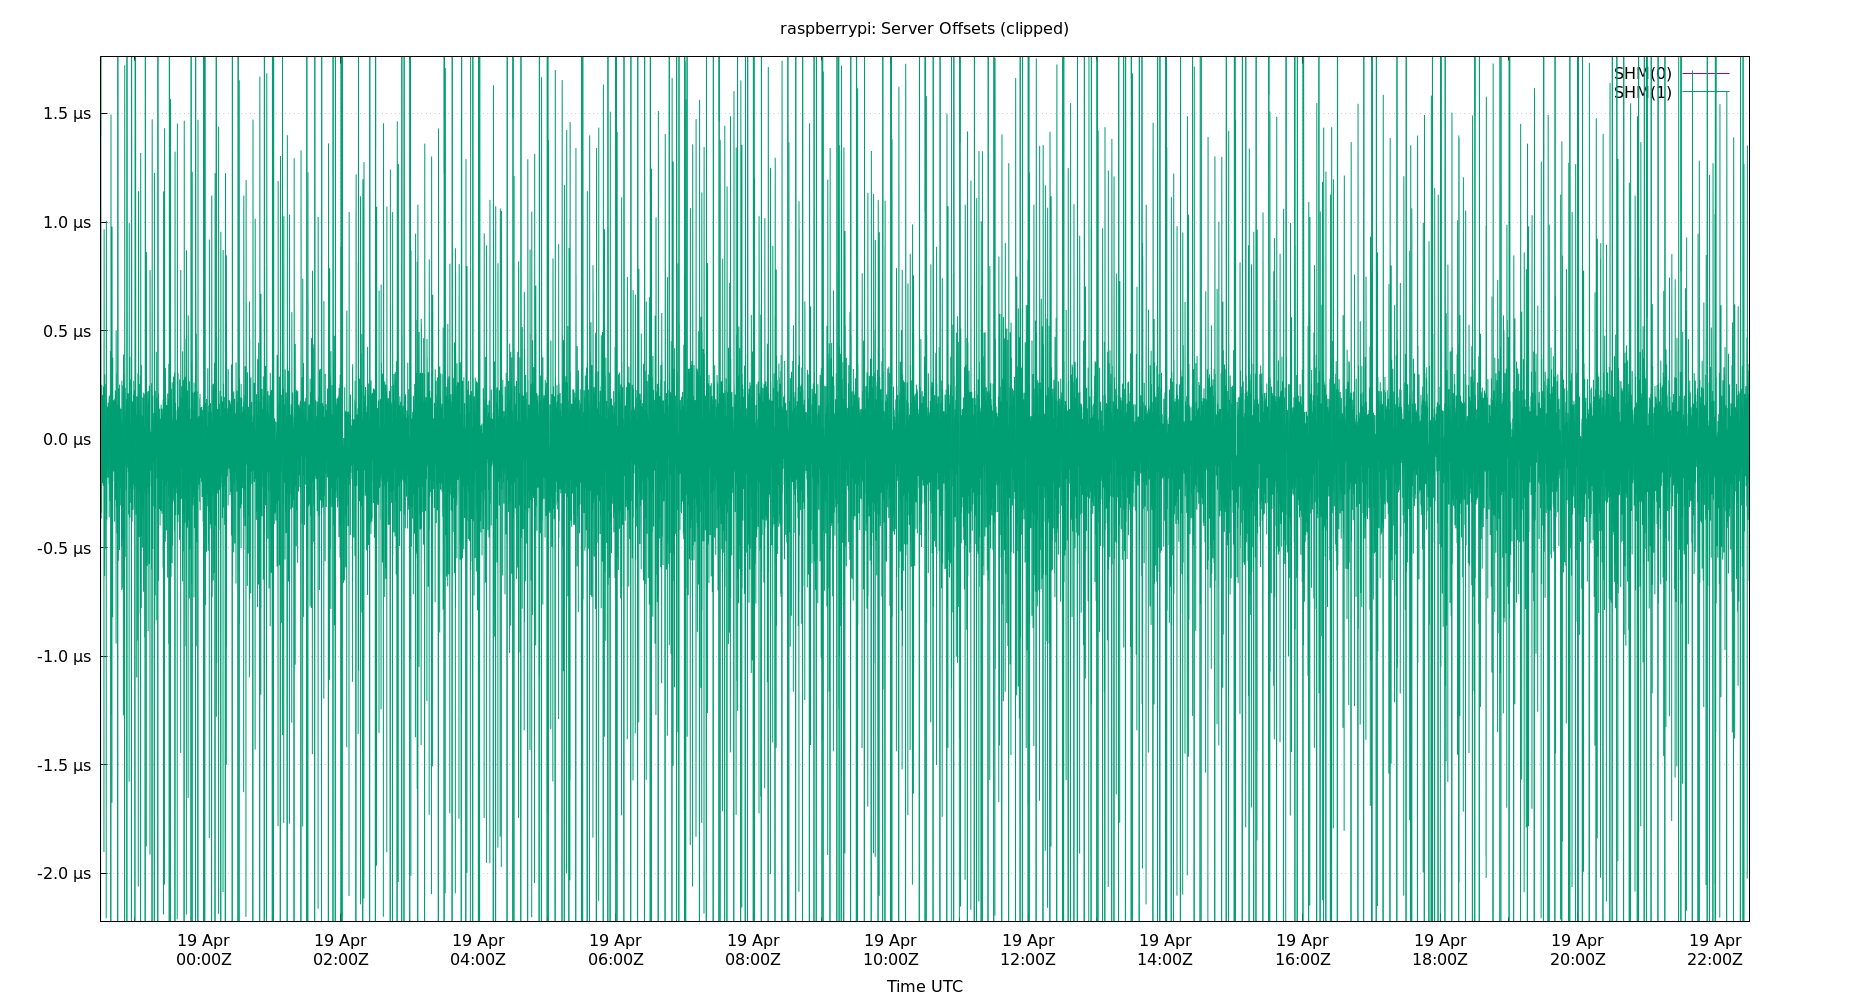 raspberrypi: Server Offsets (clipped)
SHM(0)
SHM(1)
1.5 µs
1.0 µs
0.5 µs
0.0 µs
-0.5 µs
-1.0 µs
-1.5 µs
-2.0 µs
19 Apr 19 Apr 19 Apr 19 Apr 19 Apr 19 Apr 19 Apr 19 Apr 19 Apr 19 Apr 19 Apr 19 Apr
00:00Z 02:00Z 04:00Z 06:00Z 08:00Z 10:00Z 12:00Z 14:00Z 16:00Z 18:00Z 20:00Z 22:00Z
Time UTC